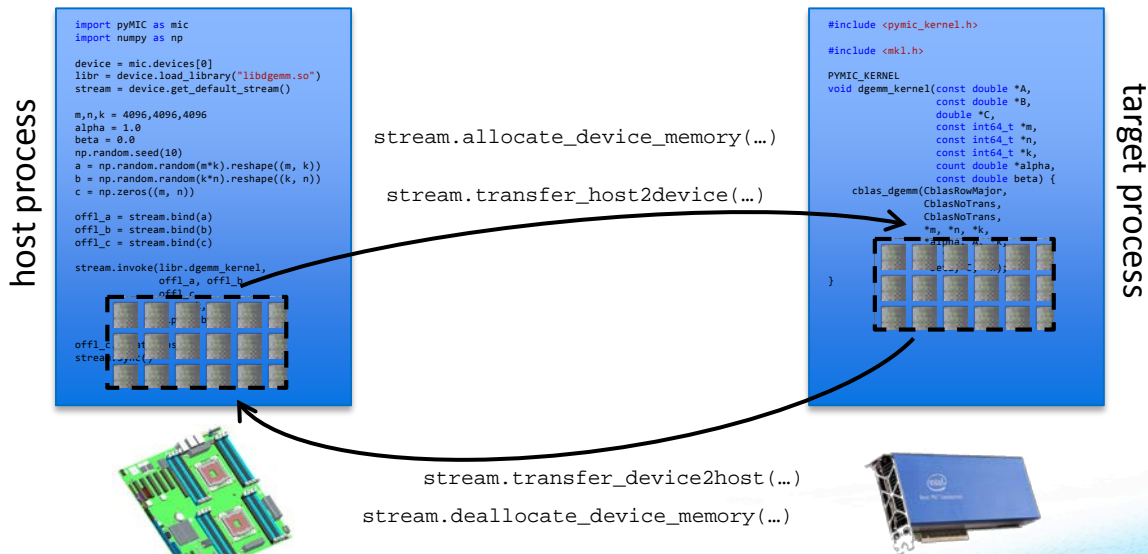 host process
import pyMIC as mic
import numpy as np
device = mic.devices[0]
libr = device.load_library("libdgemm.so")
stream = device.get_default_stream()
m,n,k = 4096,4096,4096
alpha = 1.0
beta = 0.0
np.random.seed(10)
a = np.random.random(m*k).reshape((m, k))
b = np.random.random(k*n).reshape((k, n))
c = np.zeros((m, n))
offl_a = stream.bind(a)
offl_b = stream.bind(b)
offl_c = stream.bind(c)
stream.invoke(libr.dgemm_kernel,
offl_a, offl_b
offl_c
stream.allocate_device_memory(…)
stream.transfer_host2device(…)
stream.transfer_device2host(…)
stream.deallocate_device_memory(…)
#include <pymic_kernel.h>
#include <mkl.h>
PYMIC_KERNEL
void dgemm_kernel(const double *A,
const double *B,
double *C,
const int64_t *m,
const int64_t *n,
const int64_t *k,
count double *alpha,
const double beta) {
cblas_dgemm(CblasRowMajor,
CblasNoTrans,
CblasNoTrans,
*m, *n, *k,
}
target process
intel